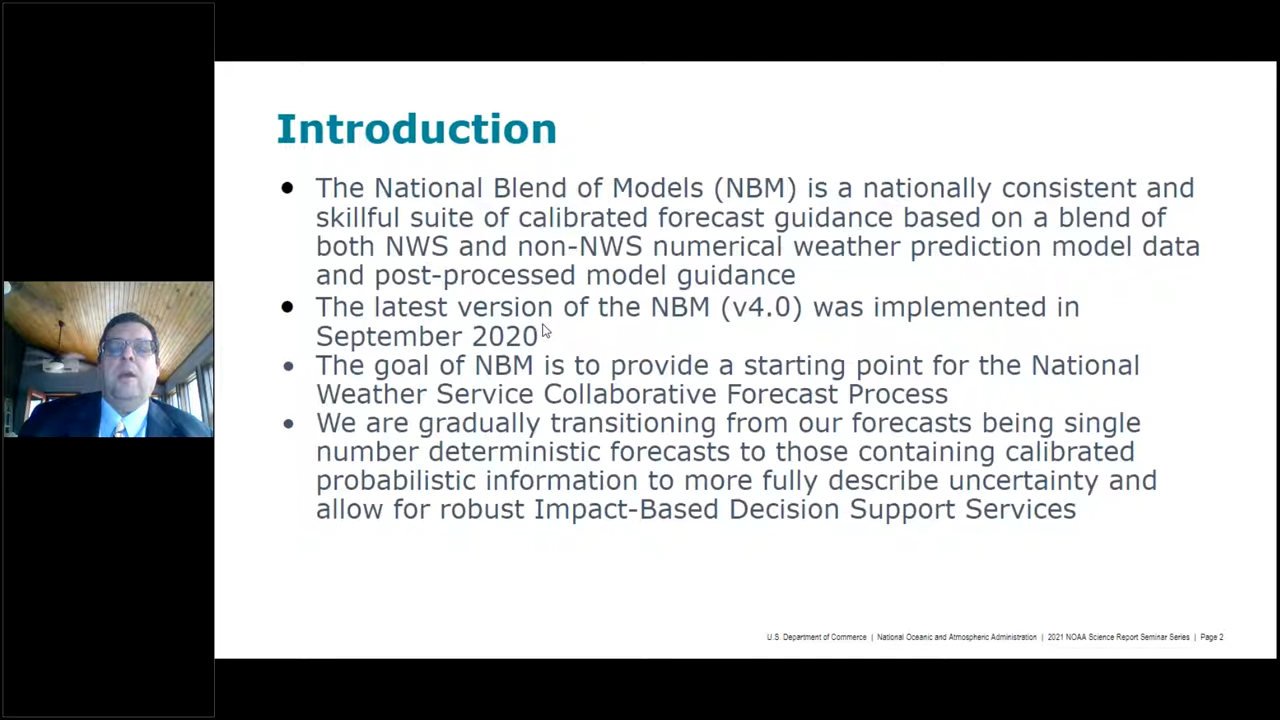 Introduction
● The National Blend of Models (NBM) is a nationally consistent and
skillful suite of calibrated forecast guidance based on a blend of
both NWS and non-NWS numerical weather prediction model data
and post-processed model guidance
● The latest version of the NBM (v4.0) was implemented in
September 2020
• The goal of NBM is to provide a starting point for the National
Weather Service Collaborative Forecast Process
• We are gradually transitioning from our forecasts being single
number deterministic forecasts to those containing calibrated
probabilistic information to more fully describe uncertainty and
allow for robust Impact-Based Decision Support Services
U.S. Department of Commerce | National Oceanic and Atmospheric Administration | 2021 NOAA Science Report Seminar Series | Page 2